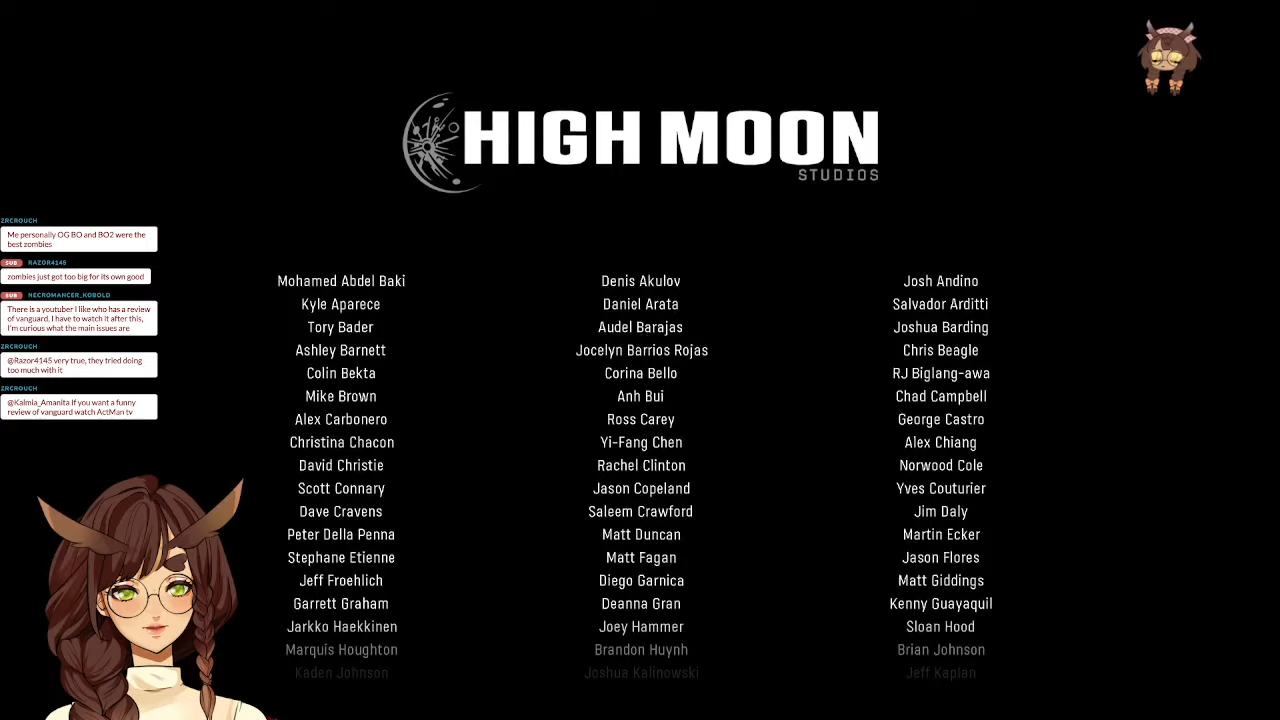 HIGH MOON
STUDIOS
ZRCROUCH
Me personally OG BO and BO2 were the
best zombies
SUB RAZOR4145
zombies just got too big for its own good
SUB NECROMANCER_KOBOLD
There is a youtuber I like who has a review
of vanguard, I have to watch it after this,
I'm curious what the main issues are
ZRCROUCH
@Razor4145 very true, they tried doing
too much with it
ZRCROUCH
@Kalmia_Amanita If you want a funny
review of vanguard watch ActMan tv
Mohamed Abdel Baki
Kyle Aparece
Tory Bader
Ashley Barnett
Colin Bekta
Mike Brown
Alex Carbonero
Christina Chacon
David Christie
Scott Connary
Dave Cravens
Peter Della Penna
Stephane Etienne
Jeff Froehlich
Garrett Graham
Jarkko Haekkinen
Marquis Houghton
Kaden Johnson
Denis Akulov
Daniel Arata
Audel Barajas
Jocelyn Barrios Rojas
Corina Bello
Anh Bui
Ross Carey
Yi-Fang Chen
Rachel Clinton
Jason Copeland
Saleem Crawford
Matt Duncan
Matt Fagan
Diego Garnica
Deanna Gran
Joey Hammer
Brandon Huynh
Joshua Kalinowski
Josh Andino
Salvador Arditti
Joshua Barding
Chris Beagle
RJ Biglang-awa
Chad Campbell
George Castro
Alex Chiang
Norwood Cole
Yves Couturier
Jim Daly
Martin Ecker
Jason Flores
Matt Giddings
Kenny Guayaquil
Sloan Hood
Brian Johnson
Jeff Kaplan